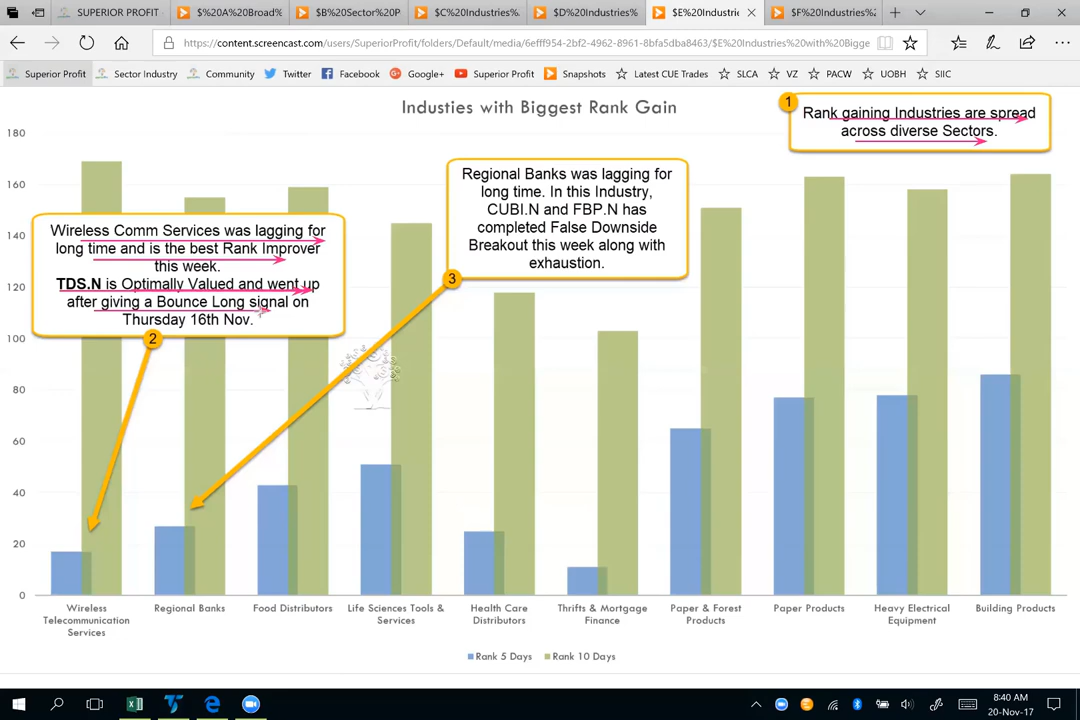 SUPERIOR PROFIT
$%20A%20Broad%
$B%20Sector%20P
$C%20Industries%
$D%20Industries%
$E%20Industri
$F%20Industries%2
https://content.screencast.com/users/SuperiorProfit/folders/Default/media/6efff954-2bf2-4962-8961-8bfa5dba8463/$E%20Industries%20with%20Bigge
Superior Profit
Sector Industry
Community
Twitter
Facebook
Google+
Superior Profit
Snapshots
Latest CUE Trades
SLCA
VZ
PACW
UOBH
SIIC
Industies with Biggest Rank Gain
1
Rank gaining Industries are spread
across diverse Sectors.
Wireless Comm Services was lagging for
long time and is the best Rank Improver
this week.
TDS.N is Optimally Valued and went up
after giving a Bounce Long signal on
Thursday 16th Nov.
2
Regional Banks was lagging for
long time. In this Industry,
CUBI.N and FBP.N has
completed False Downside
Breakout this week along with
exhaustion.
3
180
160
140
120
100
80
60
40
20
0
Wireless
Telecommunication
Services
Regional Banks
Food Distributors
Life Sciences Tools &
Services
Health Care
Distributors
Thrifts & Mortgage
Finance
Paper & Forest
Products
Paper Products
Heavy Electrical
Equipment
Building Products
Rank 5 Days
Rank 10 Days
8:40 AM
20-Nov-17